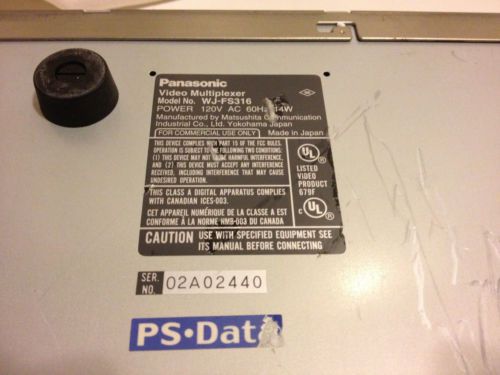 Panasonic
Video Multiplexer
Model No. WJ-FS316
POWER 120V AC 60Hz 14W
Manufactured by Matsushita Communication
Industrial Co., Ltd. Yokohama Japan
FOR COMMERCIAL USE ONLY Made in Japan
THIS DEVICE COMPLIES WITH PART 15 OF THE FCC RULES.
OPERATION IS SUBJECT TO THE FOLLOWING TWO CONDITIONS:
(1) THIS DEVICE MAY NOT CAUSE HARMFUL INTERFERENCE,
AND (2) THIS DEVICE MUST ACCEPT ANY INTERFERENCE
RECEIVED, INCLUDING INTERFERENCE THAT MAY CAUSE
UNDESIRED OPERATION.
UL
LISTED
VIDEO
PRODUCT
679F
THIS CLASS A DIGITAL APPARATUS COMPLIES
WITH CANADIAN ICES-003.
C UL
CET APPAREIL NUMÉRIQUE DE LA CLASSE A EST
CONFORME À LA NORME NMB-003 DU CANADA
CAUTION USE WITH SPECIFIED EQUIPMENT SEE
ITS MANUAL BEFORE CONNECTING
SER.
NO. 02A02440
PS·Data